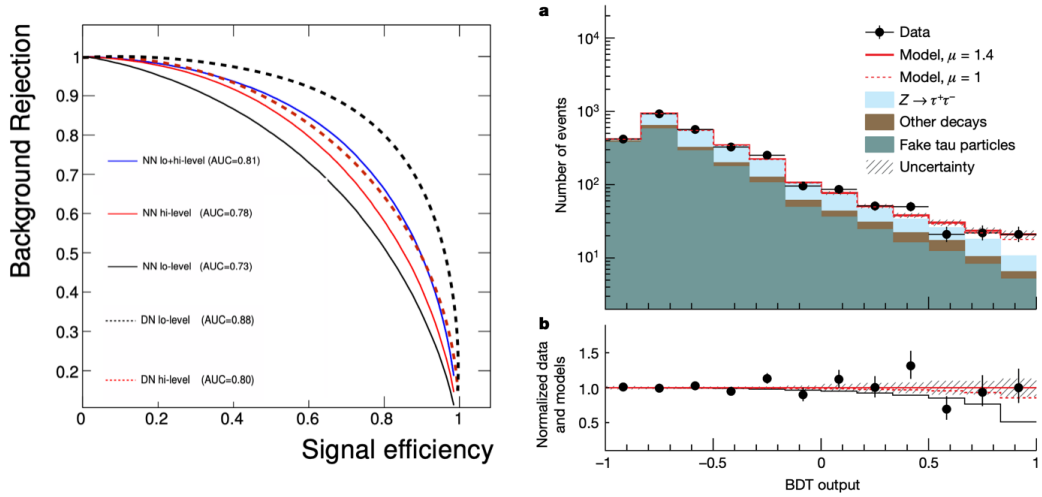 Background Rejection
1
0.9
0.8
0.7
0.6
0.5
0.4
0.3
0.2
NN lo+hi-level (AUC=0.81)
NN hi-level (AUC=0.78)
NN lo-level (AUC=0.73)
DN lo-level (AUC=0.88)
DN hi-level (AUC=0.80)
0 0.2 0.4 0.6 0.8 1
Signal efficiency
a
Number of events
10⁴
10³
10²
10¹
Data
Model, μ = 1.4
Model, μ = 1
Z → τ⁺τ⁻
Other decays
Fake tau particles
Uncertainty
b
Normalized data
and models
1.5
1.0
0.5
−1 −0.5 0 0.5 1
BDT output